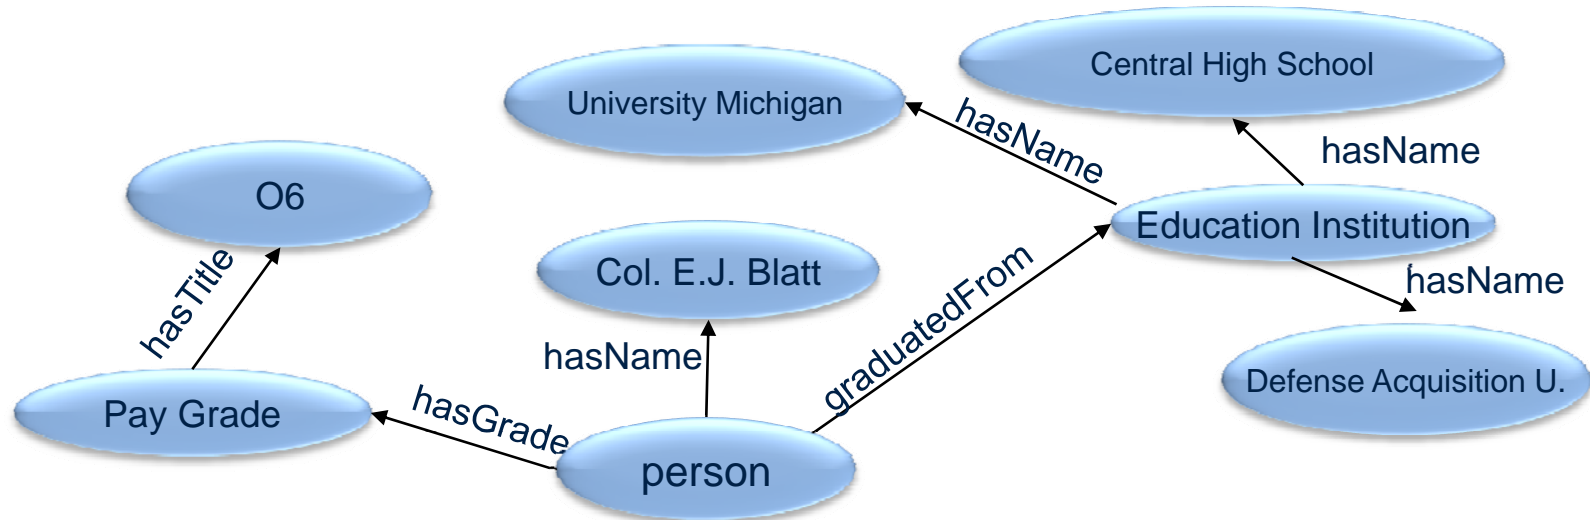 Central High School
University Michigan
hasName
hasName
O6
Education Institution
Col. E.J. Blatt
hasTitle
graduatedFrom
hasName
hasName
Defense Acquisition U.
Pay Grade
hasGrade
person